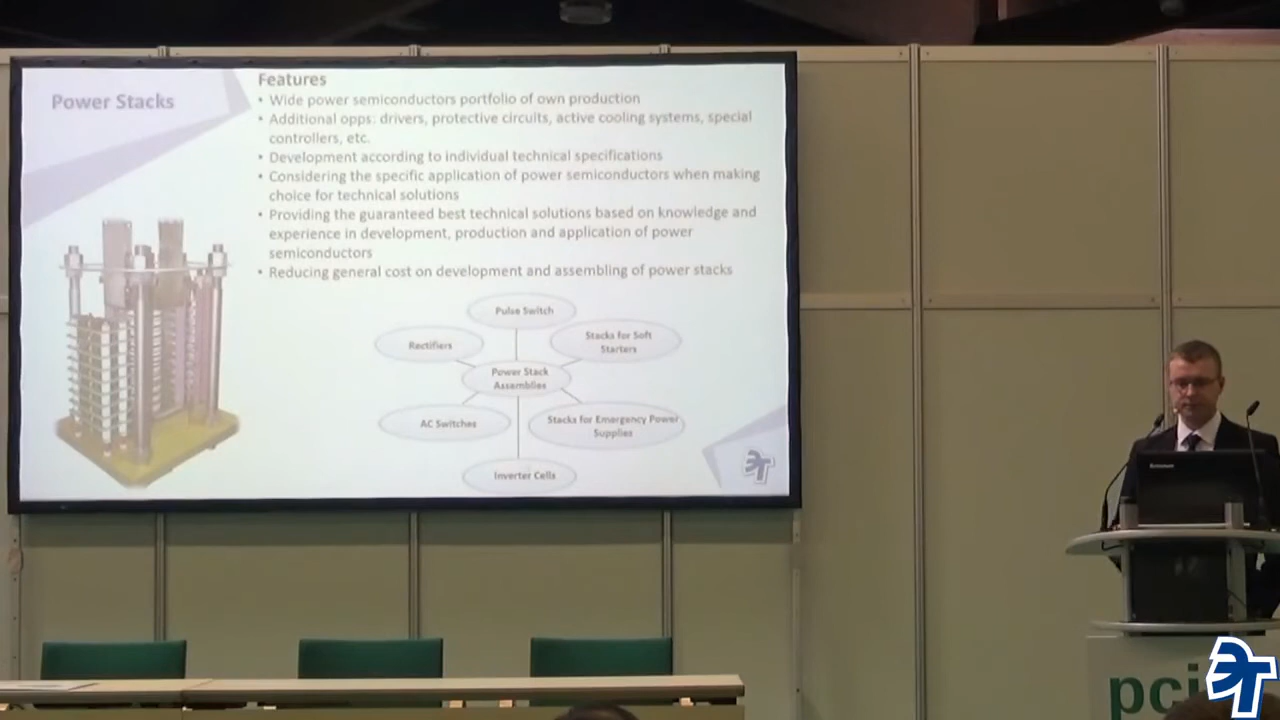 Power Stacks
Features
• Wide power semiconductors portfolio of own production
• Additional opps: drivers, protective circuits, active cooling systems, special
controllers, etc.
• Development according to individual technical specifications
• Considering the specific application of power semiconductors when making
choice for technical solutions
• Providing the guaranteed best technical solutions based on knowledge and
experience in development, production and application of power
semiconductors
• Reducing general cost on development and assembling of power stacks
Pulse Switch
Rectifiers
Stacks for Soft
Starters
Power Stack
Assemblies
AC Switches
Stacks for Emergency Power
Supplies
Inverter Cells
ЭТ
Lenovo
pci
ЭТ